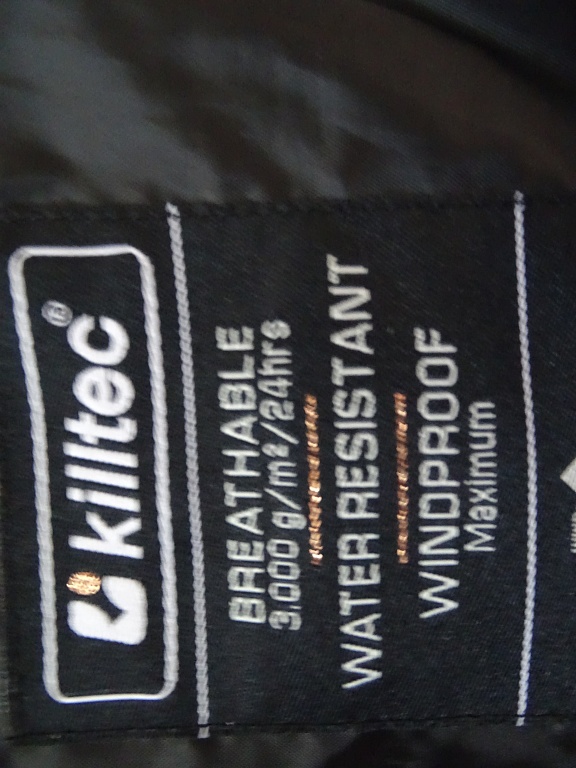 killtec®
BREATHABLE
3.000 g/m²/24hrs
WATER RESISTANT
WINDPROOF
Maximum